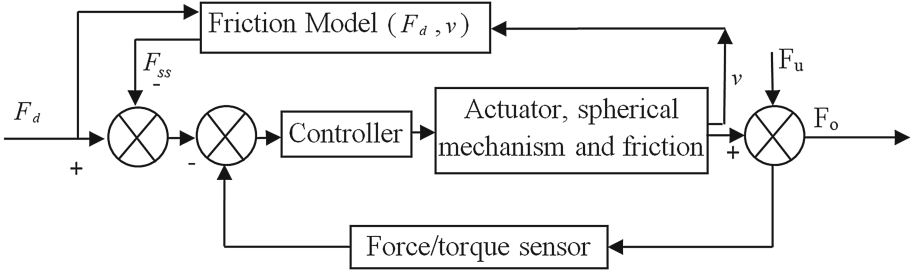 Friction Model (F_d, v)
F_ss
-
F_d
+
-
Controller
Actuator, spherical
mechanism and friction
v
F_u
+
F_o
Force/torque sensor